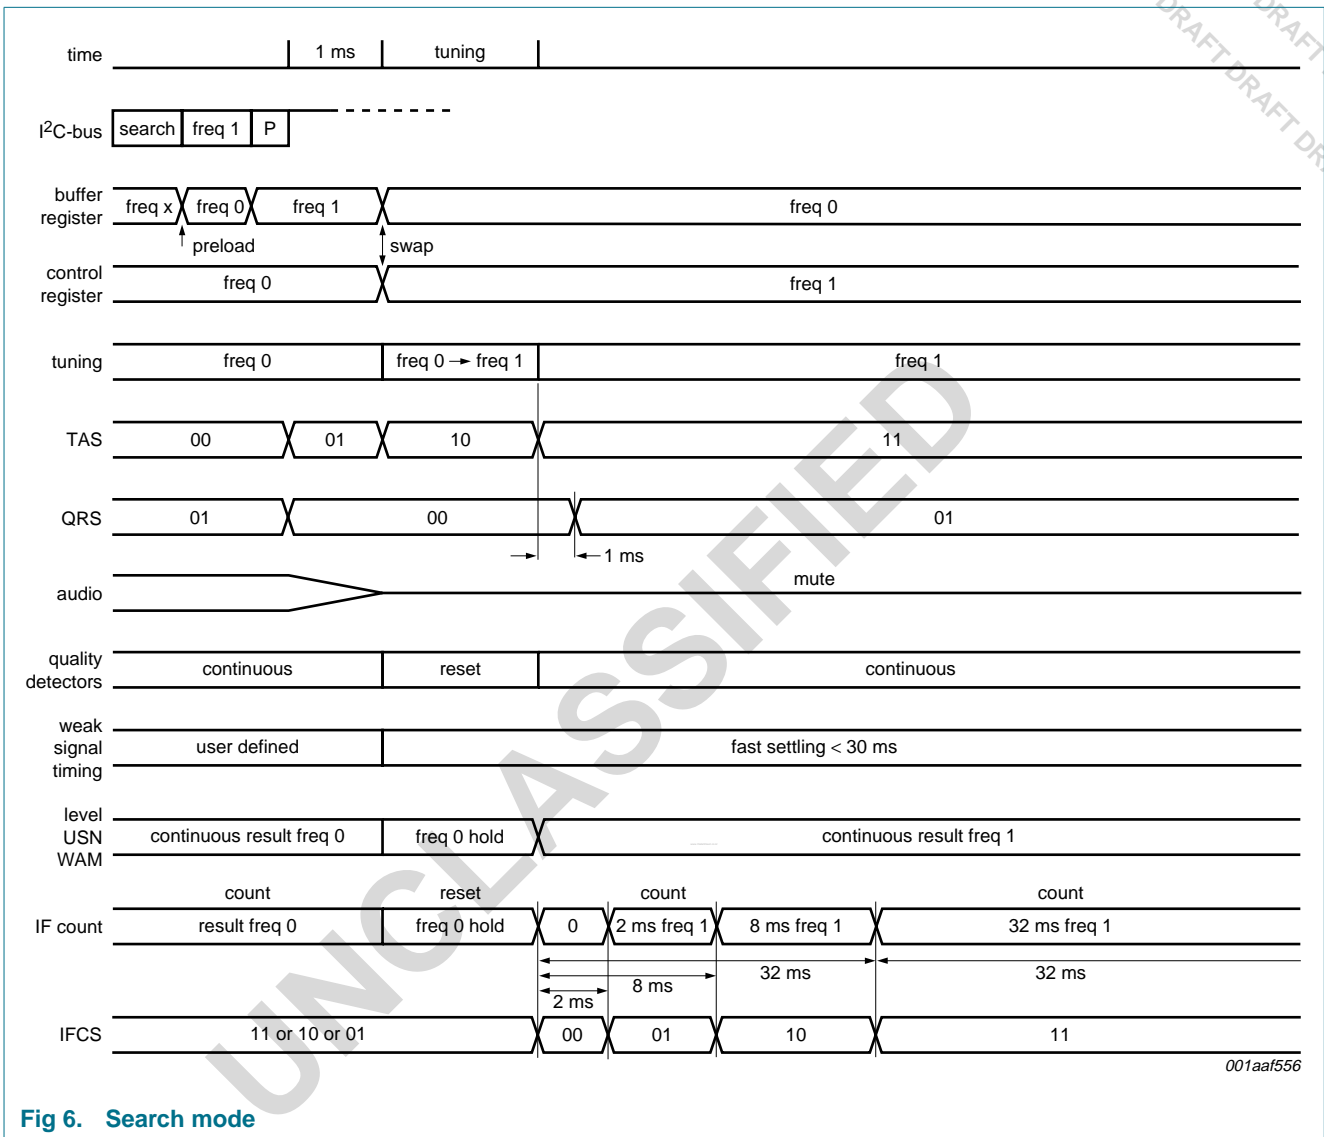 DRAFT DRAFT DRAFT
DRAFT
time 1 ms tuning
I2C-bus search freq 1 P
buffer register freq x freq 0 freq 1 freq 0
preload swap
control register freq 0 freq 1
tuning freq 0 freq 0 → freq 1 freq 1
TAS 00 01 10 11
QRS 01 00 01
1 ms
audio mute
quality detectors continuous reset continuous
weak signal timing user defined fast settling < 30 ms
level USN WAM continuous result freq 0 freq 0 hold continuous result freq 1
count reset count count
IF count result freq 0 freq 0 hold 0 2 ms freq 1 8 ms freq 1 32 ms freq 1
32 ms 32 ms
8 ms
2 ms
IFCS 11 or 10 or 01 00 01 10 11
001aaf556
UNCLASSIFIED
Fig 6. Search mode